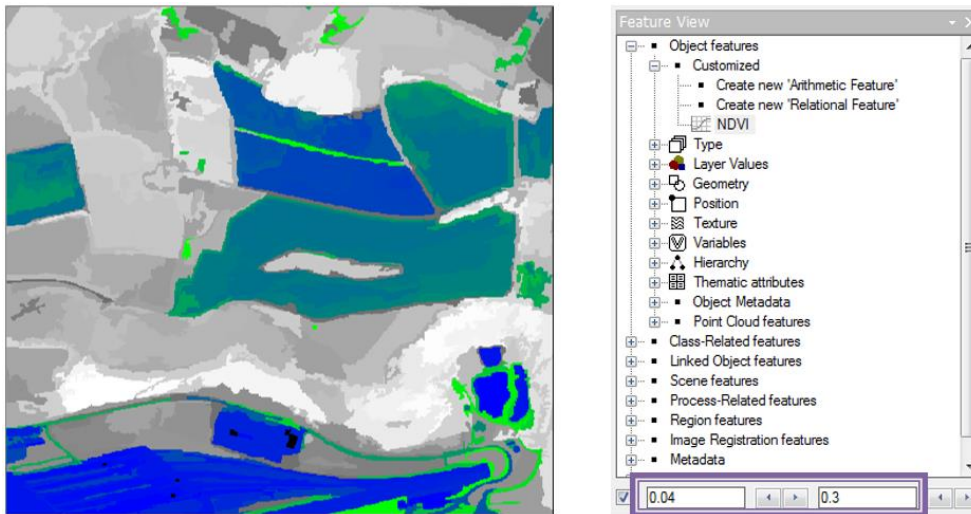 Feature View
Object features
Customized
Create new 'Arithmetic Feature'
Create new 'Relational Feature'
NDVI
Type
Layer Values
Geometry
Position
Texture
Variables
Hierarchy
Thematic attributes
Object Metadata
Point Cloud features
Class-Related features
Linked Object features
Scene features
Process-Related features
Region features
Image Registration features
Metadata
0.04 0.3